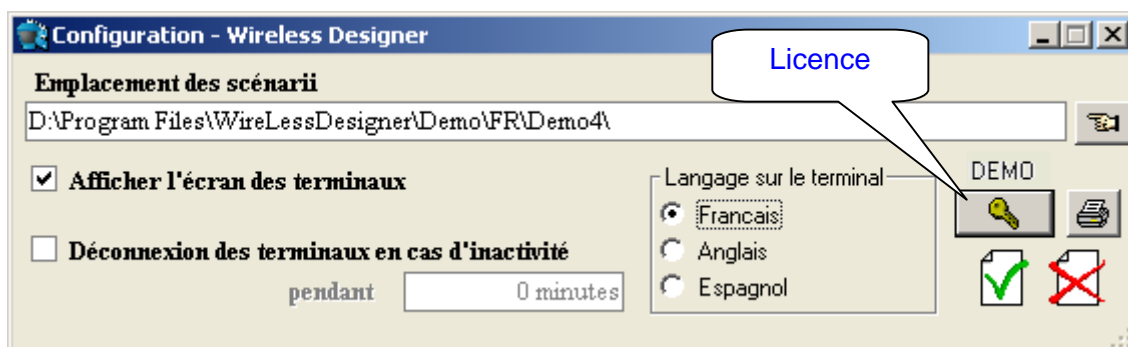 Configuration - Wireless Designer
Licence
Emplacement des scénarii
D:\Program Files\WireLessDesigner\Demo\FR\Demo4\
Afficher l'écran des terminaux
Langage sur le terminal
DEMO
Francais
Déconnexion des terminaux en cas d'inactivité
Anglais
pendant 0 minutes
Espagnol